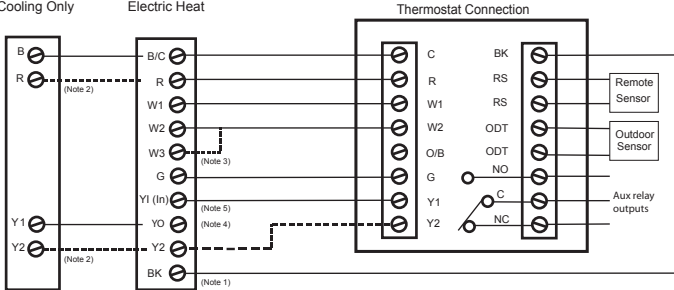 Cooling Only
Electric Heat
Thermostat Connection
B
R
(Note 2)
Y1
Y2
(Note 2)
B/C
R
W1
W2
W3
(Note 3)
G
YI (In)
(Note 5)
YO
(Note 4)
Y2
BK
(Note 1)
C
R
W1
W2
O/B
G
Y1
Y2
BK
RS
RS
ODT
ODT
NO
C
NC
Remote
Sensor
Outdoor
Sensor
Aux relay
outputs